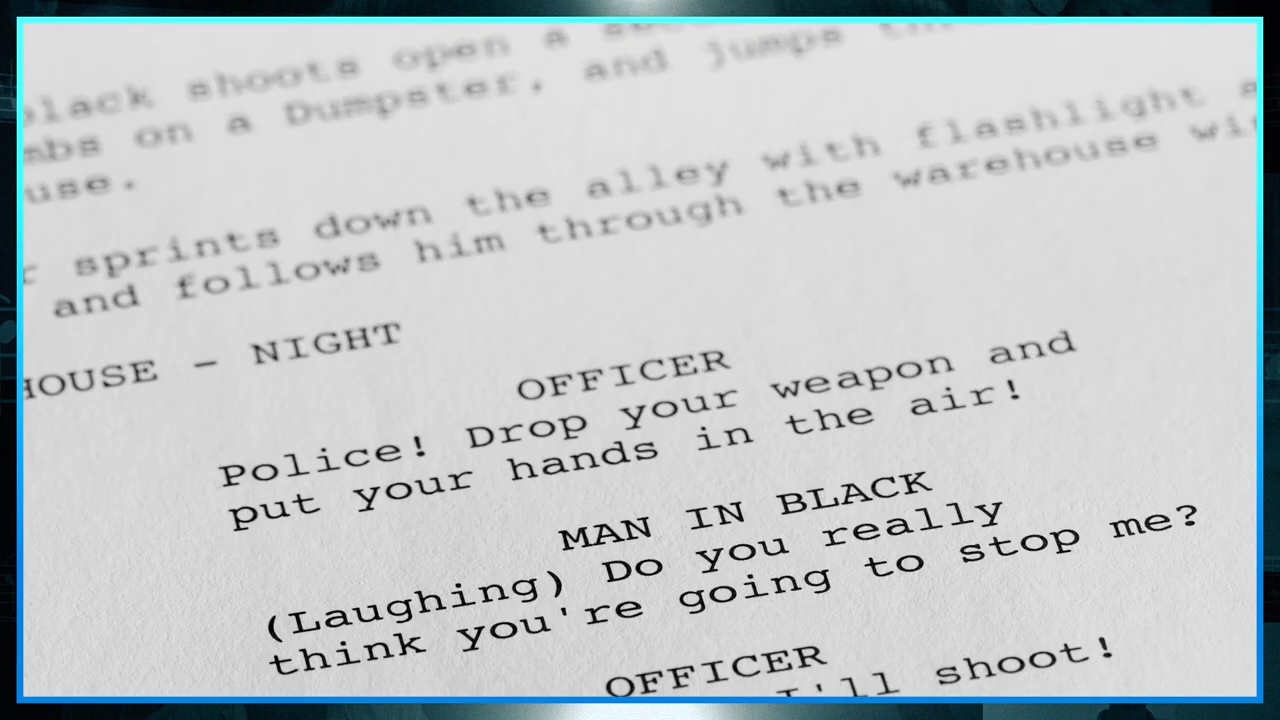 black shoots open a
on a Dumpster, and jumps
sprints down the alley with flashlight
and follows him through the warehouse
HOUSE – NIGHT
OFFICER
Police! Drop your weapon and
put your hands in the air!
MAN IN BLACK
(Laughing) Do you really
think you're going to stop me?
OFFICER
I'll shoot!